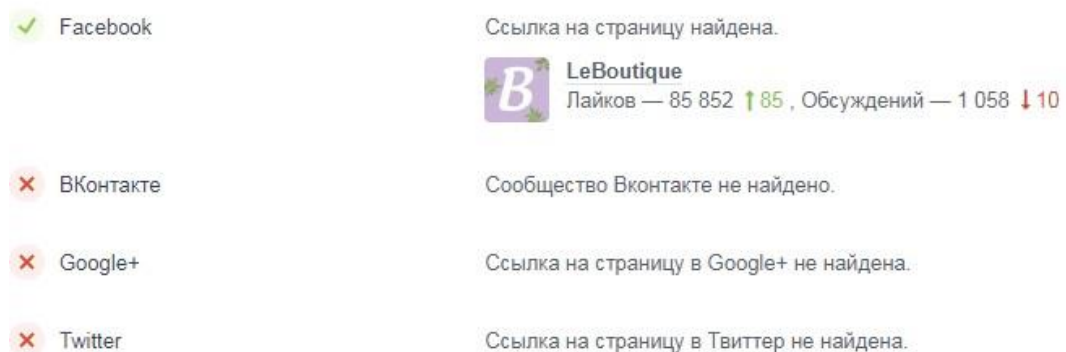 Facebook Ссылка на страницу найдена.
B
LeBoutique
Лайков — 85 852 ↑ 85 , Обсуждений — 1 058 ↓ 10
ВКонтакте Сообщество Вконтакте не найдено.
Google+ Ссылка на страницу в Google+ не найдена.
Twitter Ссылка на страницу в Твиттер не найдена.